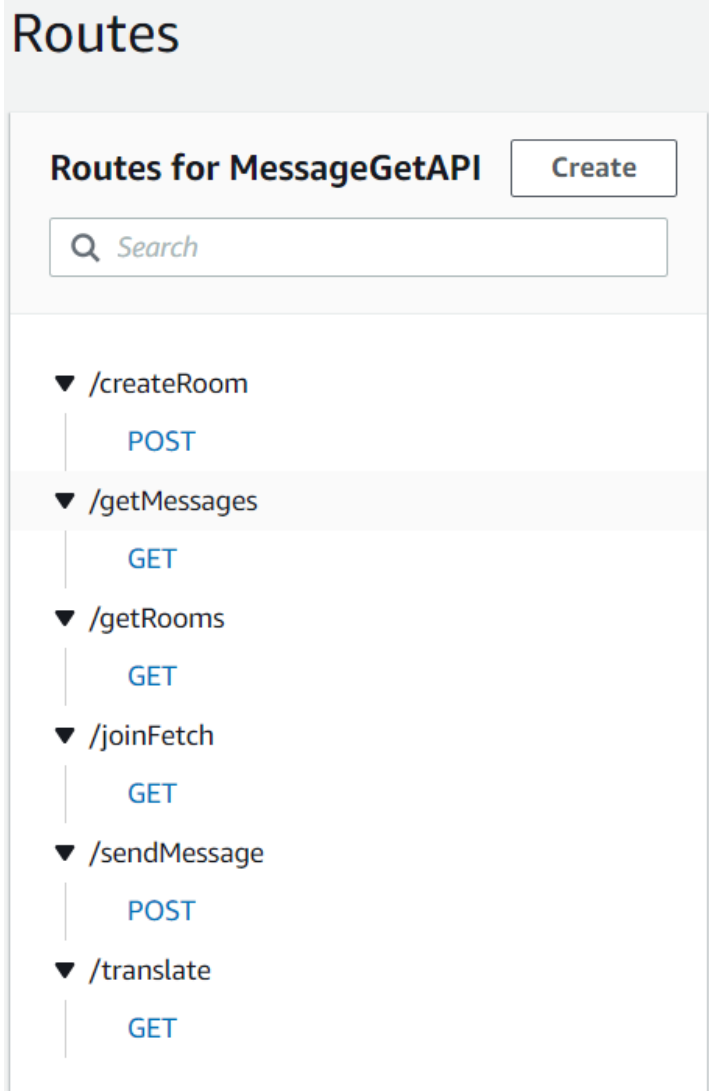 Routes
Routes for MessageGetAPI
Create
Search
/createRoom
POST
/getMessages
GET
/getRooms
GET
/joinFetch
GET
/sendMessage
POST
/translate
GET